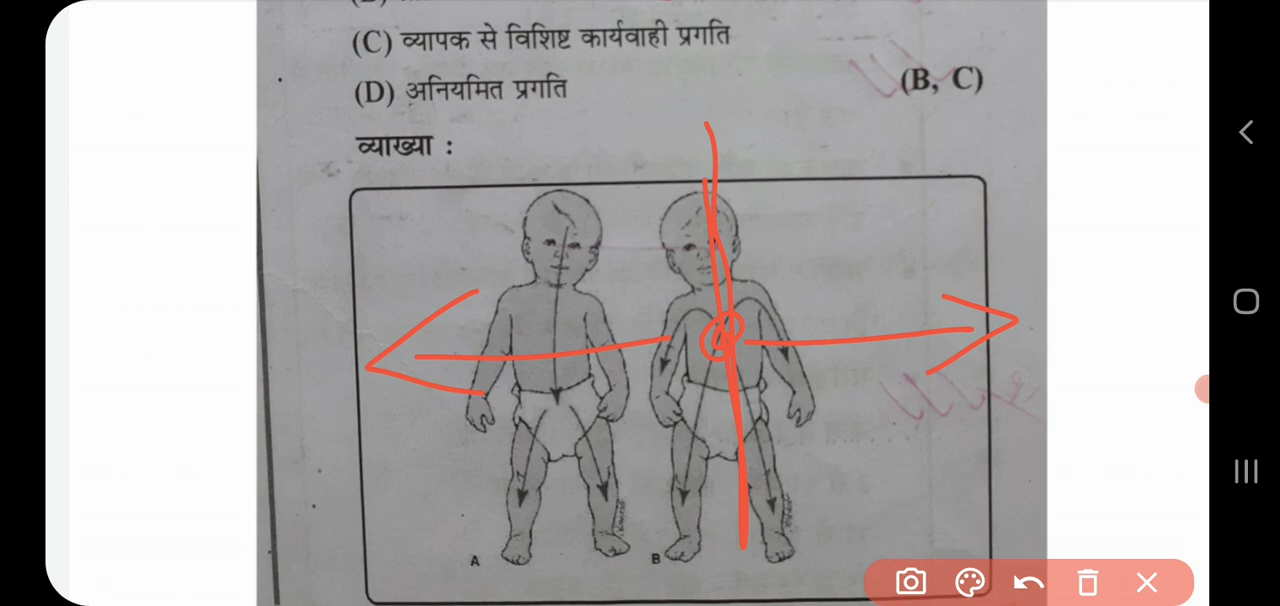 (C) व्यापक से विशिष्ट कार्यवाही प्रगति
(D) अनियमित प्रगति
(B, C)
व्याख्या :
A
B